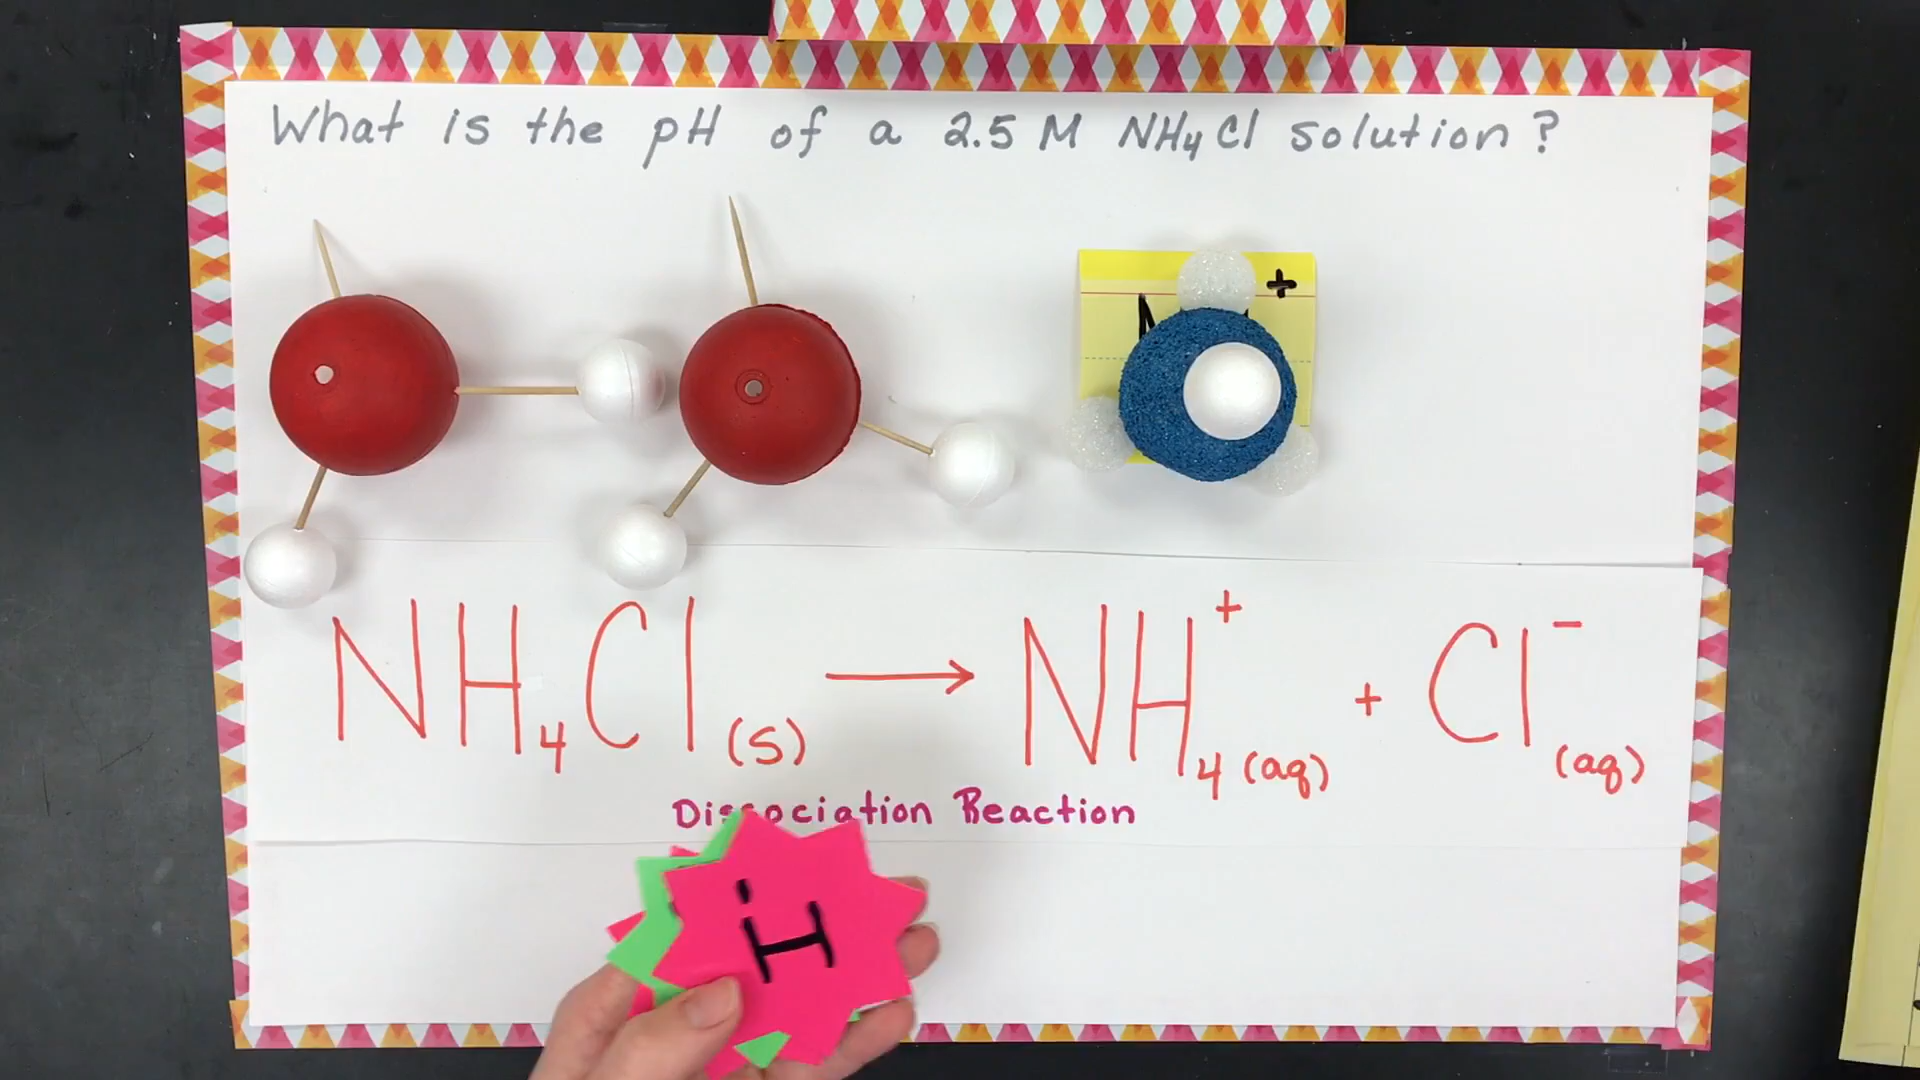 What is the pH of a 2.5 M NH4Cl solution?
+
NH4Cl(s) → NH4+(aq) + Cl-(aq)
Dissociation Reaction
H